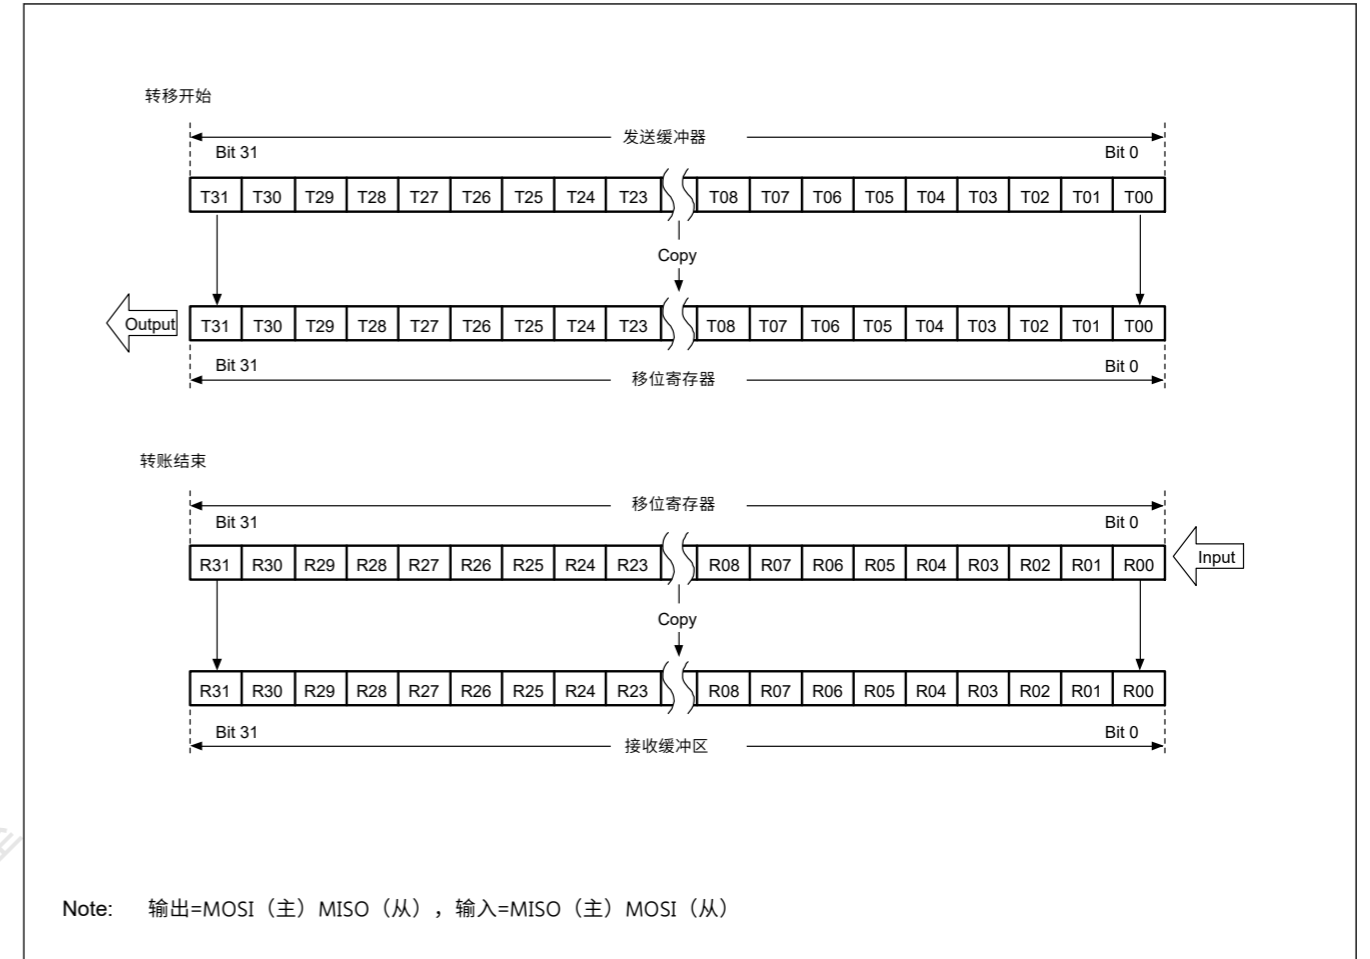 转移开始
发送缓冲器
Bit 31 Bit 0
T31 T30 T29 T28 T27 T26 T25 T24 T23 T08 T07 T06 T05 T04 T03 T02 T01 T00
Copy
Output T31 T30 T29 T28 T27 T26 T25 T24 T23 T08 T07 T06 T05 T04 T03 T02 T01 T00
Bit 31 Bit 0
移位寄存器
转账结束
移位寄存器
Bit 31 Bit 0
R31 R30 R29 R28 R27 R26 R25 R24 R23 R08 R07 R06 R05 R04 R03 R02 R01 R00 Input
Copy
R31 R30 R29 R28 R27 R26 R25 R24 R23 R08 R07 R06 R05 R04 R03 R02 R01 R00
Bit 31 Bit 0
接收缓冲区
Note: 输出=MOSI（主）MISO（从），输入=MISO（主）MOSI（从）